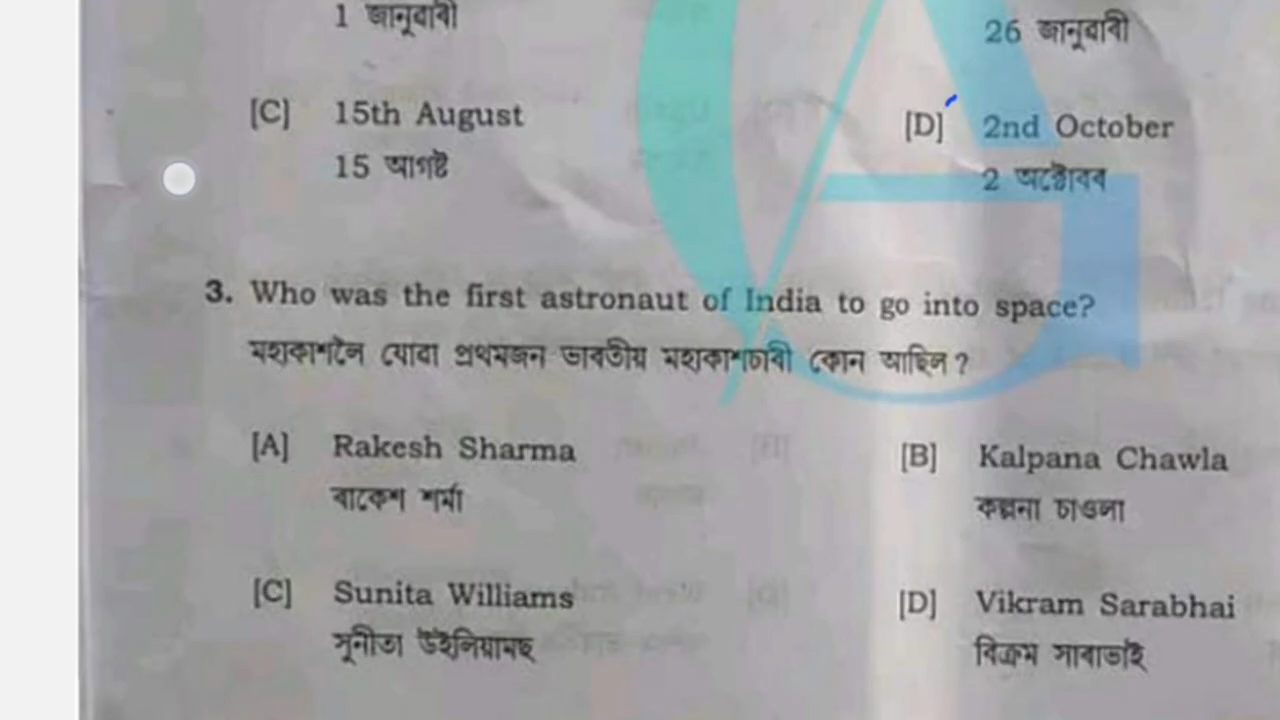 1 জানুৱাৰী
26 জানুৱাৰী
[C] 15th August
15 আগষ্ট
[D] 2nd October
2 অক্টোবৰ
3. Who was the first astronaut of India to go into space?
মহাকাশলৈ যোৱা প্ৰথমজন ভাৰতীয় মহাকাশচাৰী কোন আছিল ?
[A] Rakesh Sharma
ৰাকেশ শৰ্মা
[B] Kalpana Chawla
কল্পনা চাওলা
[C] Sunita Williams
সুনীতা উইলিয়ামছ
[D] Vikram Sarabhai
বিক্ৰম সাৰাভাই